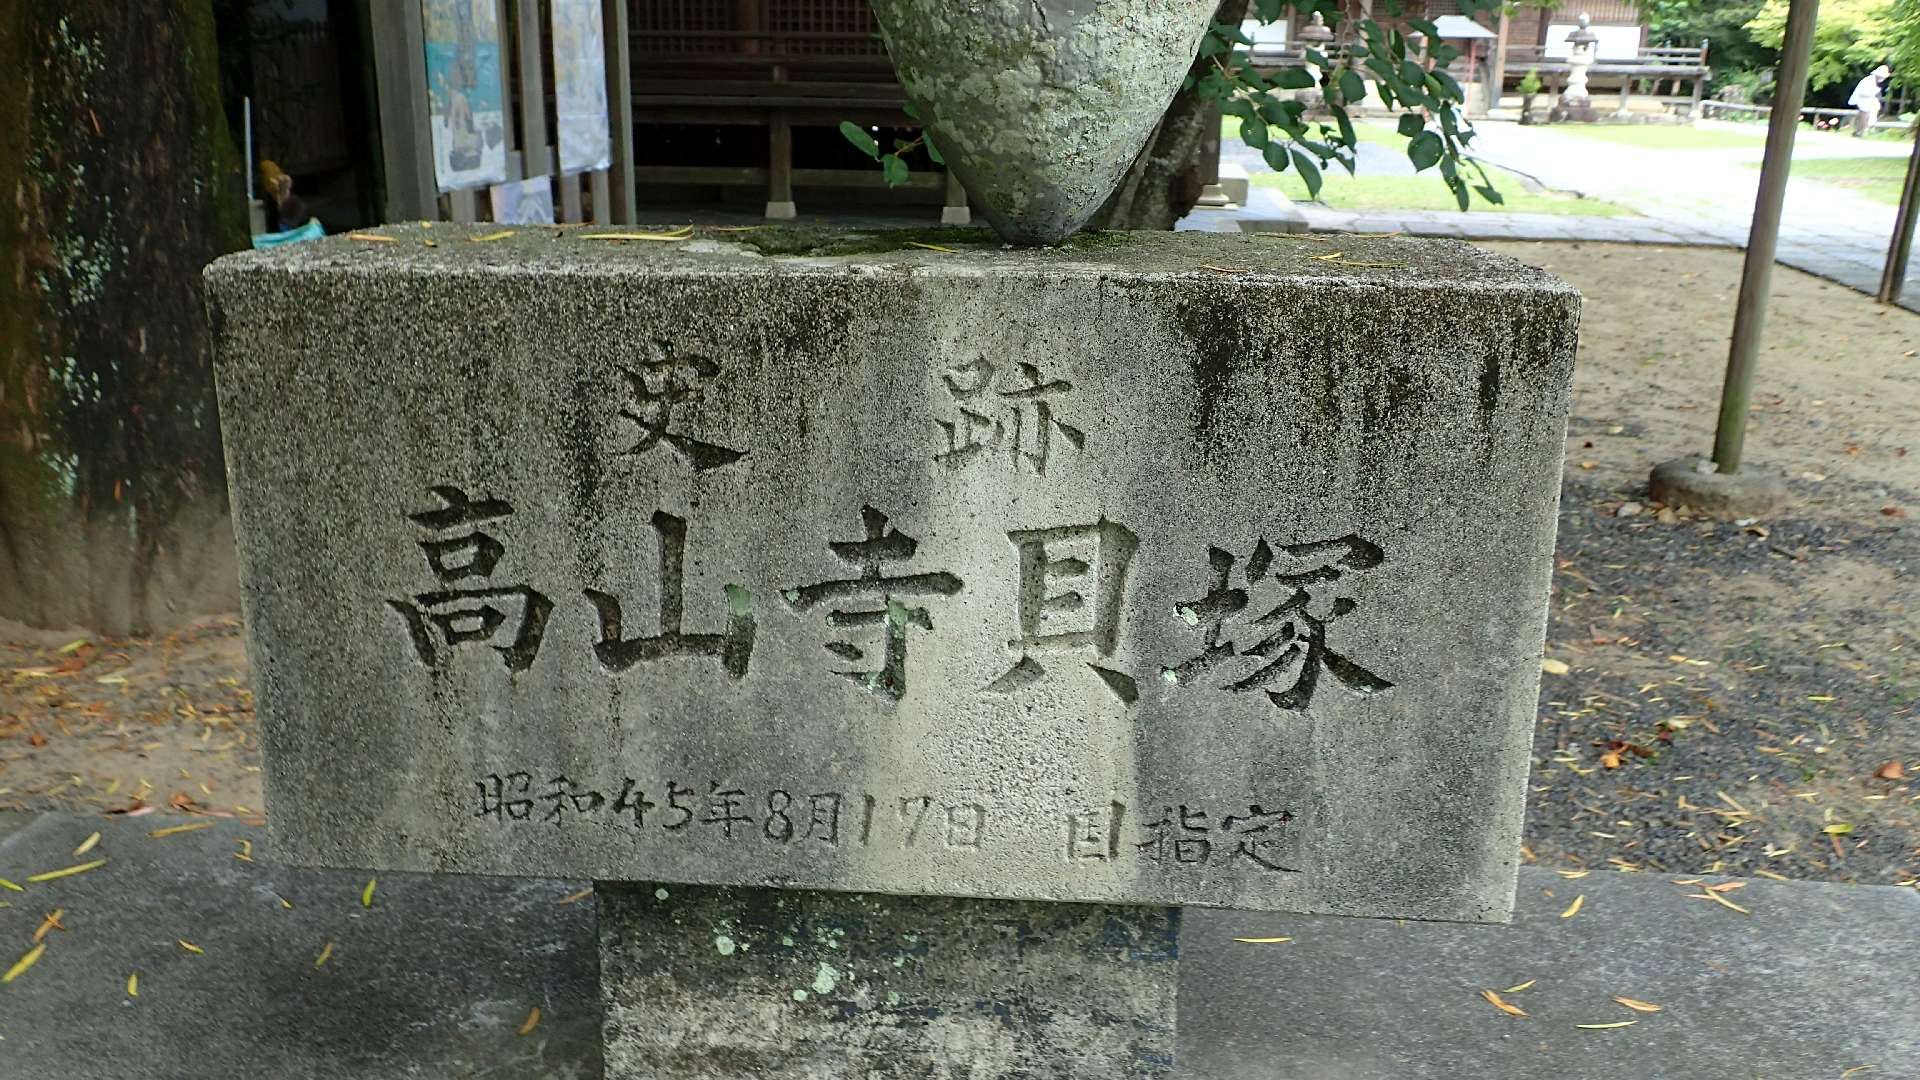 史跡
高山寺貝塚
昭和45年8月17日 国指定